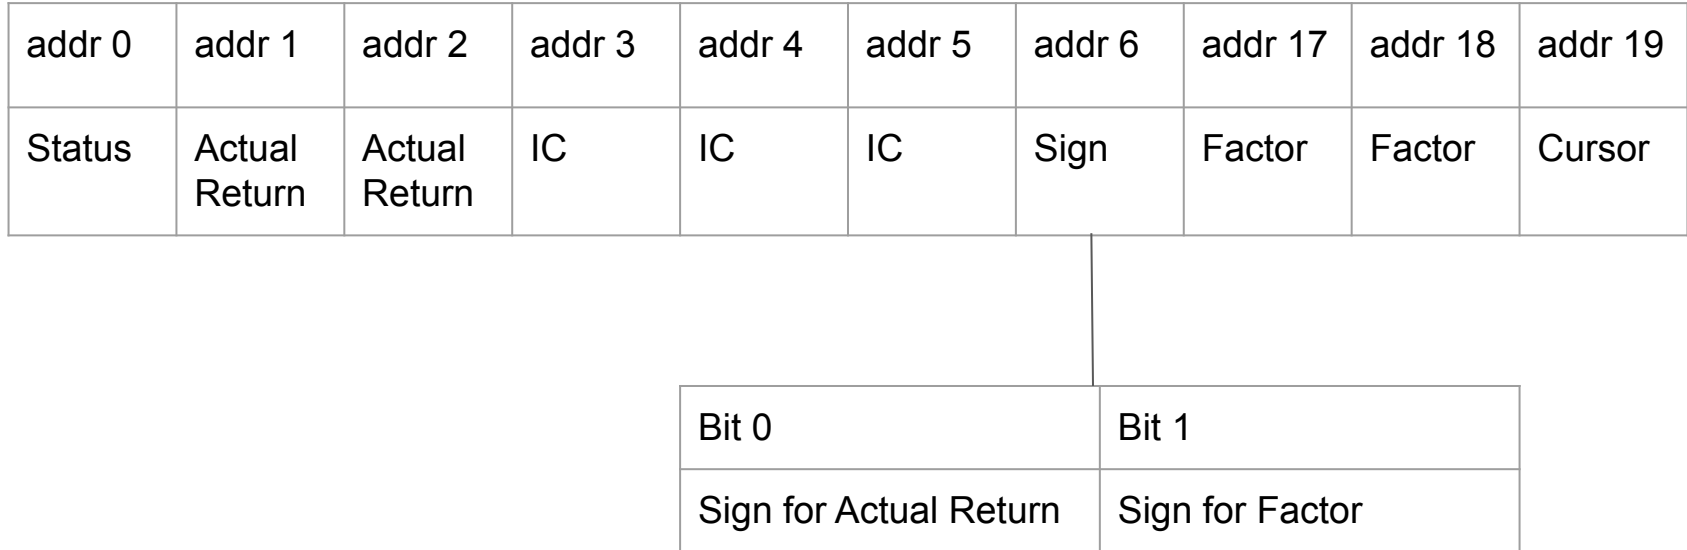 addr 0 addr 1 addr 2 addr 3 addr 4 addr 5 addr 6 addr 17 addr 18 addr 19
Status Actual Actual IC IC IC Sign Factor Factor Cursor
Return Return
Bit 0 Bit 1
Sign for Actual Return Sign for Factor